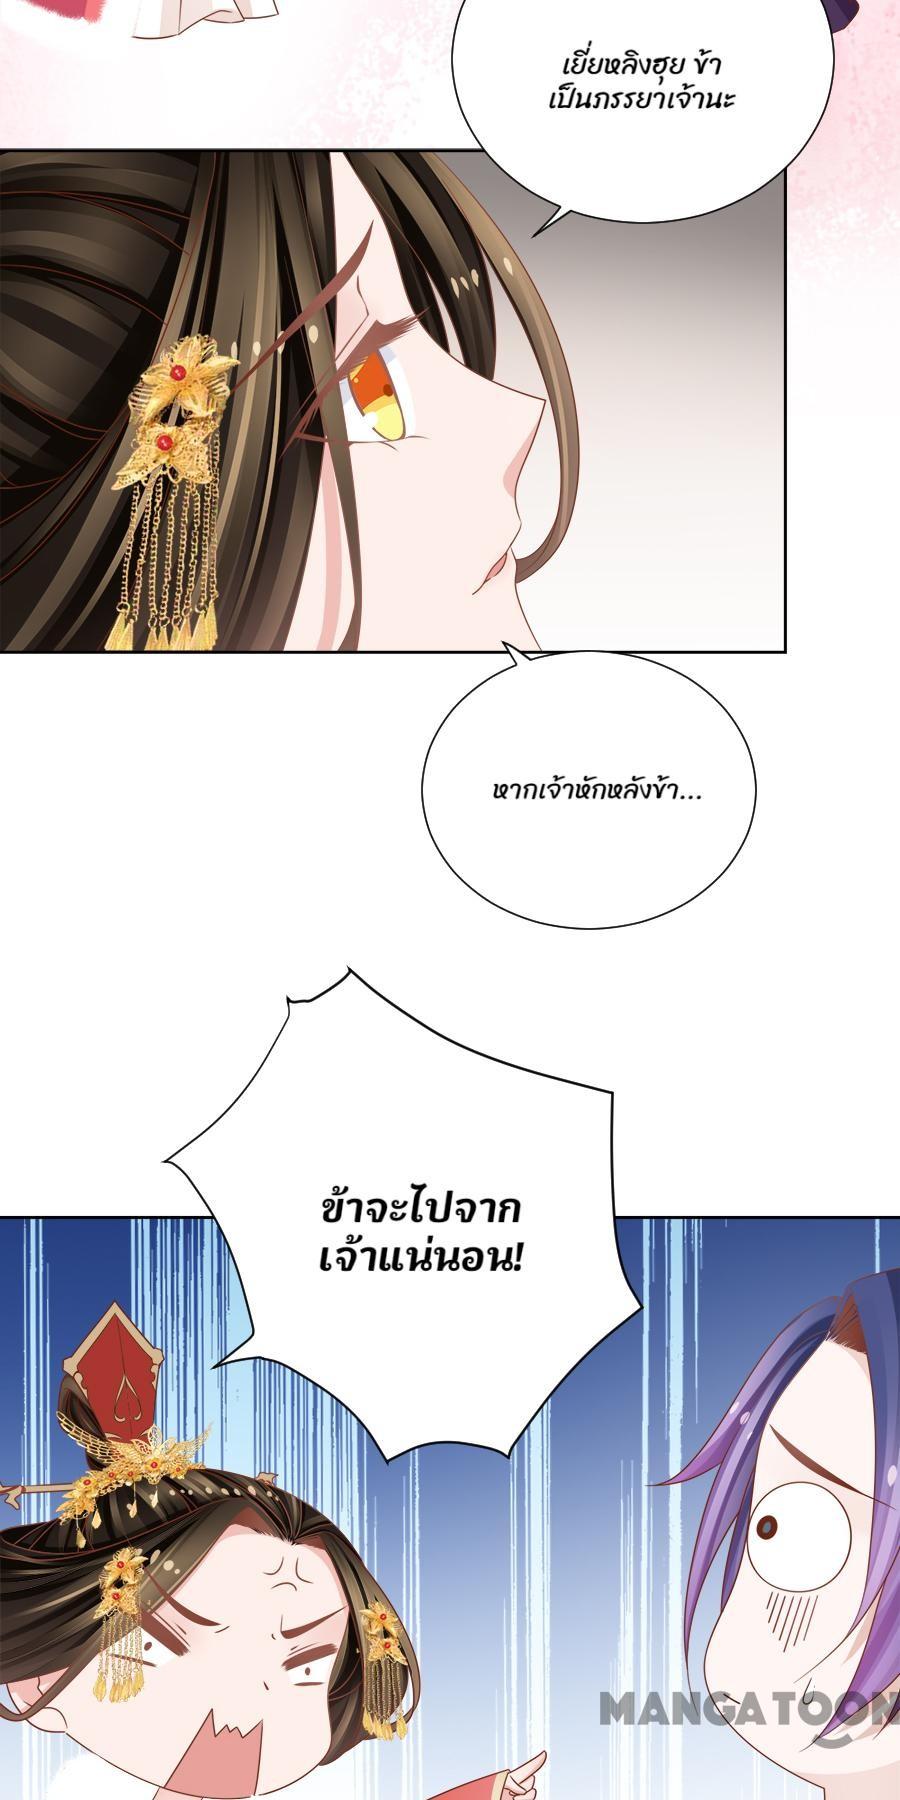 เยี่ยหลิงฮุย ข้า
เป็นภรรยาเจ้านะ
หากเจ้าหักหลังข้า...
ข้าจะไปจาก
เจ้าแน่นอน!
MANGATOON